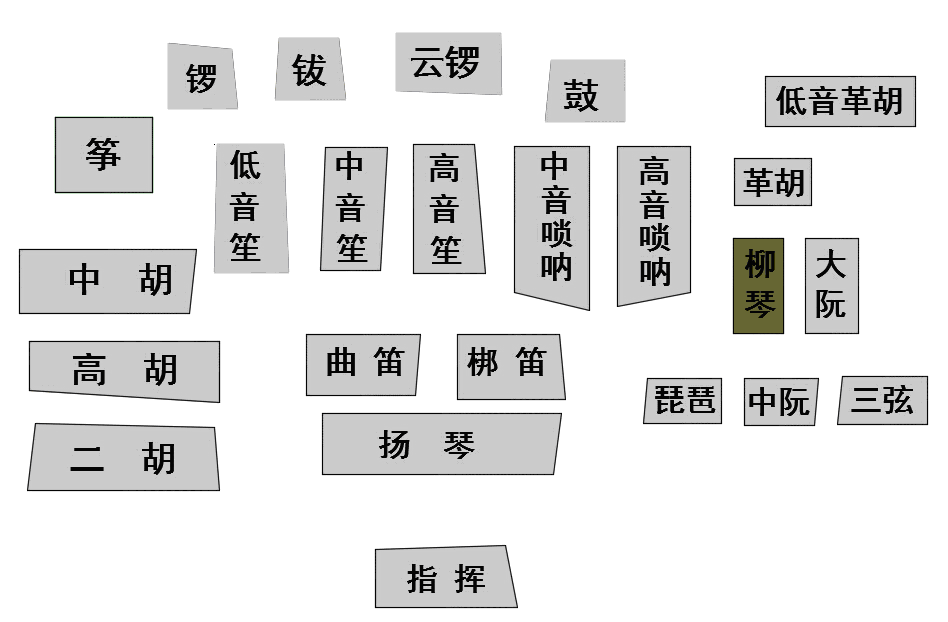 锣
钹
云锣
鼓
低音革胡
筝
低音笙
中音笙
高音笙
中音唢呐
高音唢呐
革胡
柳琴
大阮
中 胡
高 胡
曲 笛
梆 笛
琵琶
中阮
三弦
二 胡
扬 琴
指 挥